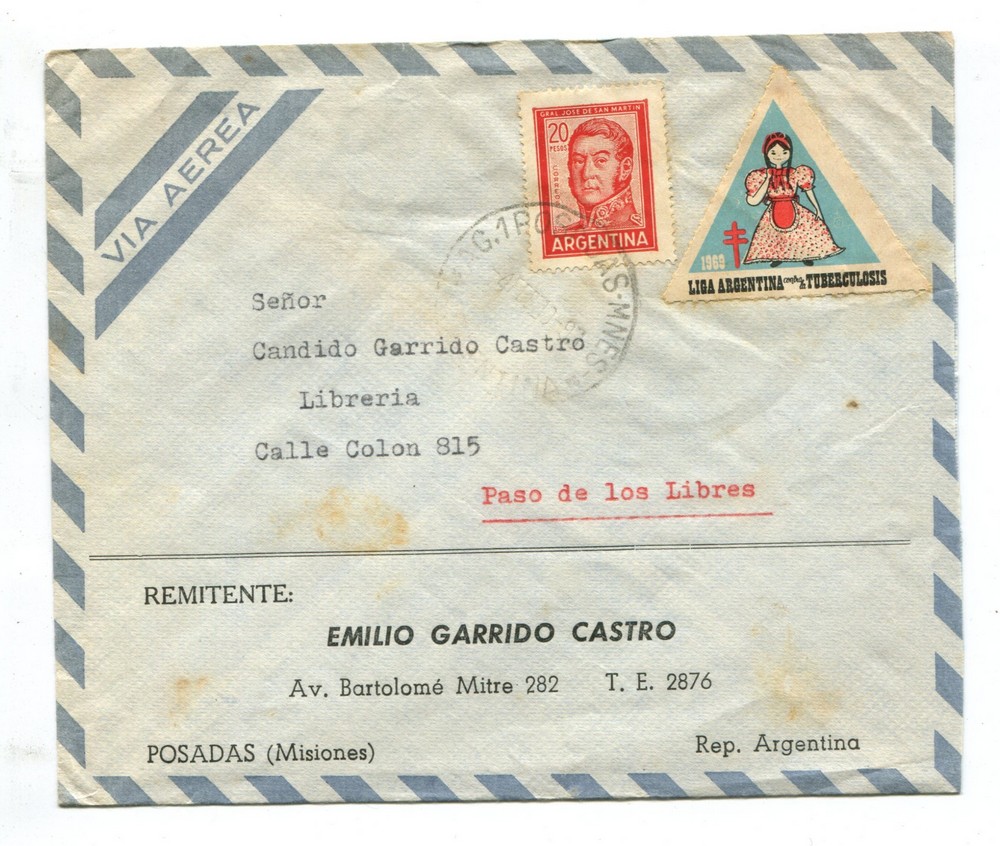 VIA AEREA
GRAL. JOSE DE SAN MARTIN
20
PESOS
CORREOS
ARGENTINA
1969
LIGA ARGENTINA contra la TUBERCULOSIS
Señor
Candido Garrido Castro
Libreria
Calle Colon 815
Paso de los Libres
REMITENTE:
EMILIO GARRIDO CASTRO
Av. Bartolomé Mitre 282 T. E. 2876
POSADAS (Misiones) Rep. Argentina